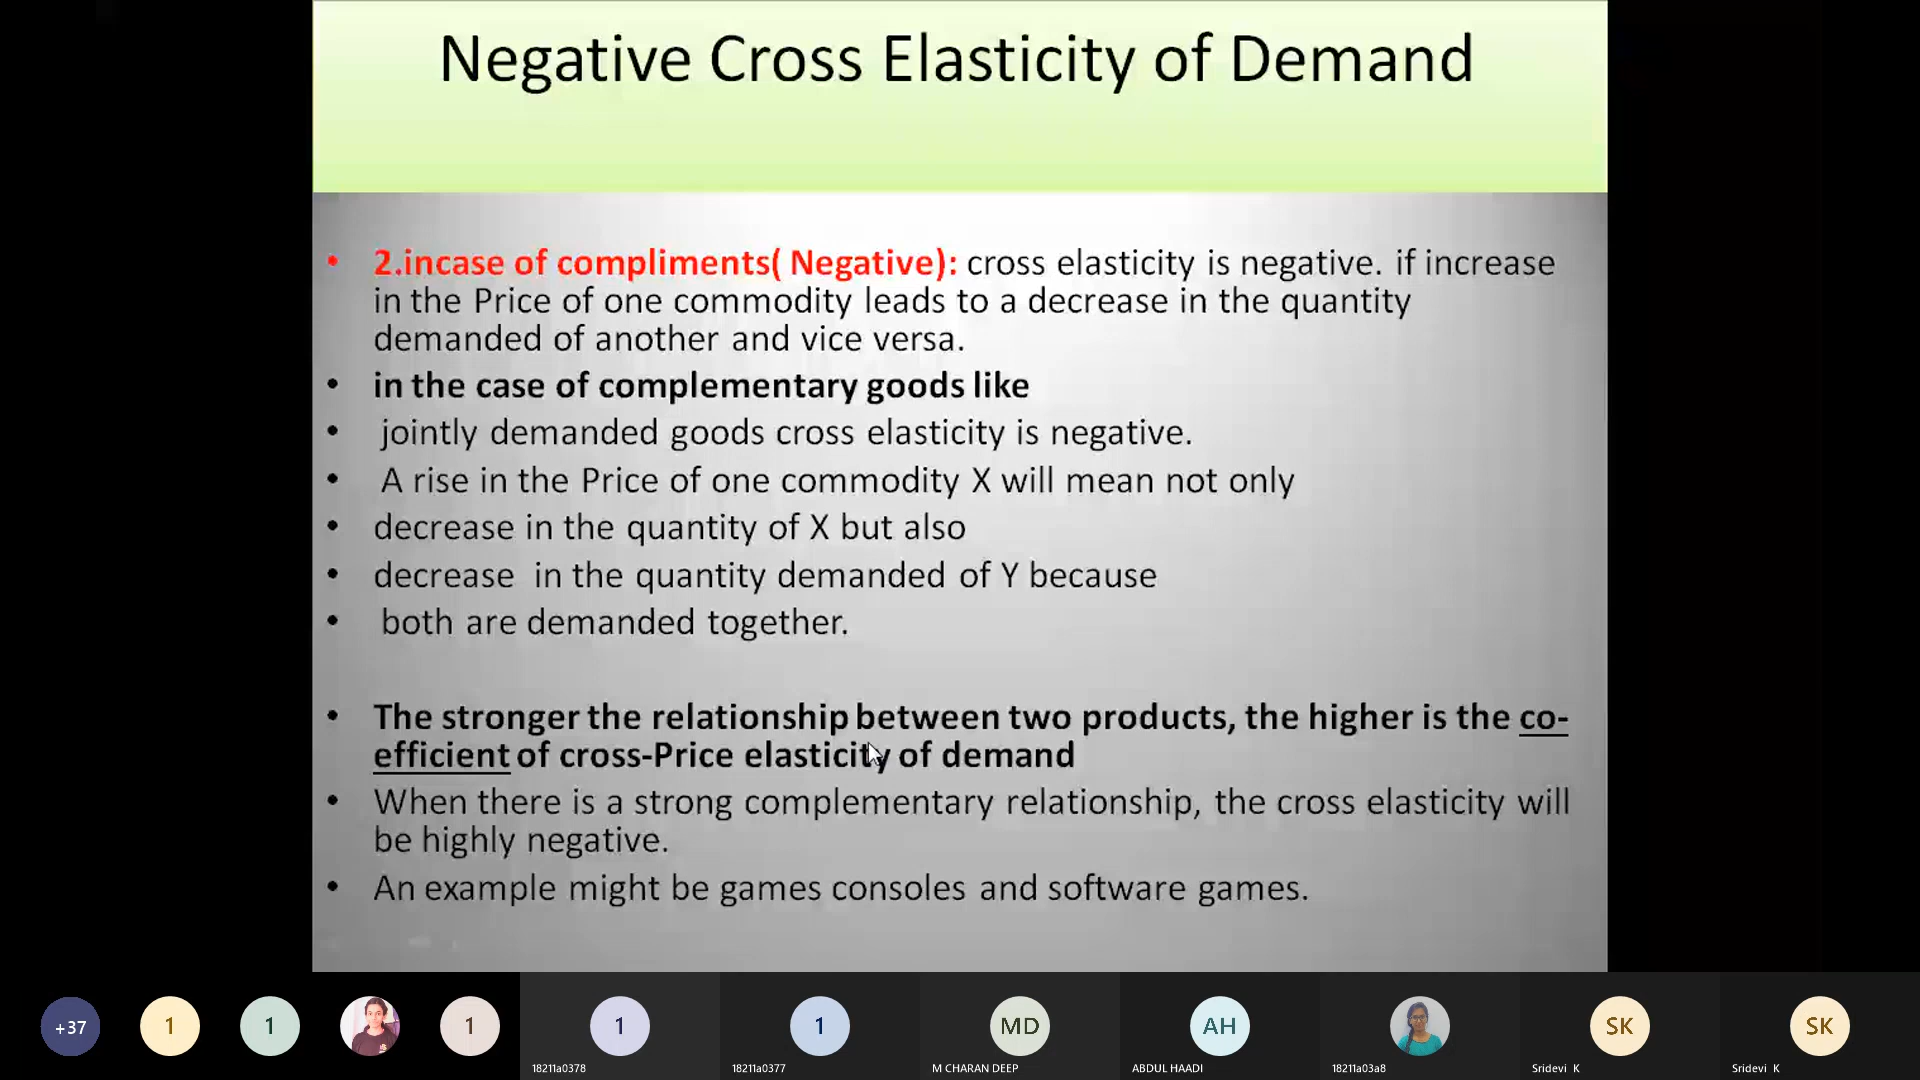 Negative Cross Elasticity of Demand
• 2.incase of compliments( Negative): cross elasticity is negative. if increase
in the Price of one commodity leads to a decrease in the quantity
demanded of another and vice versa.
• in the case of complementary goods like
• jointly demanded goods cross elasticity is negative.
• A rise in the Price of one commodity X will mean not only
• decrease in the quantity of X but also
• decrease in the quantity demanded of Y because
• both are demanded together.
• The stronger the relationship between two products, the higher is the co-
efficient of cross-Price elasticity of demand
• When there is a strong complementary relationship, the cross elasticity will
be highly negative.
• An example might be games consoles and software games.
+37 1 1 1 1 1 MD AH SK SK
18211a0378 18211a0377 M CHARAN DEEP ABDUL HAADI 18211a03a8 Sridevi K Sridevi K